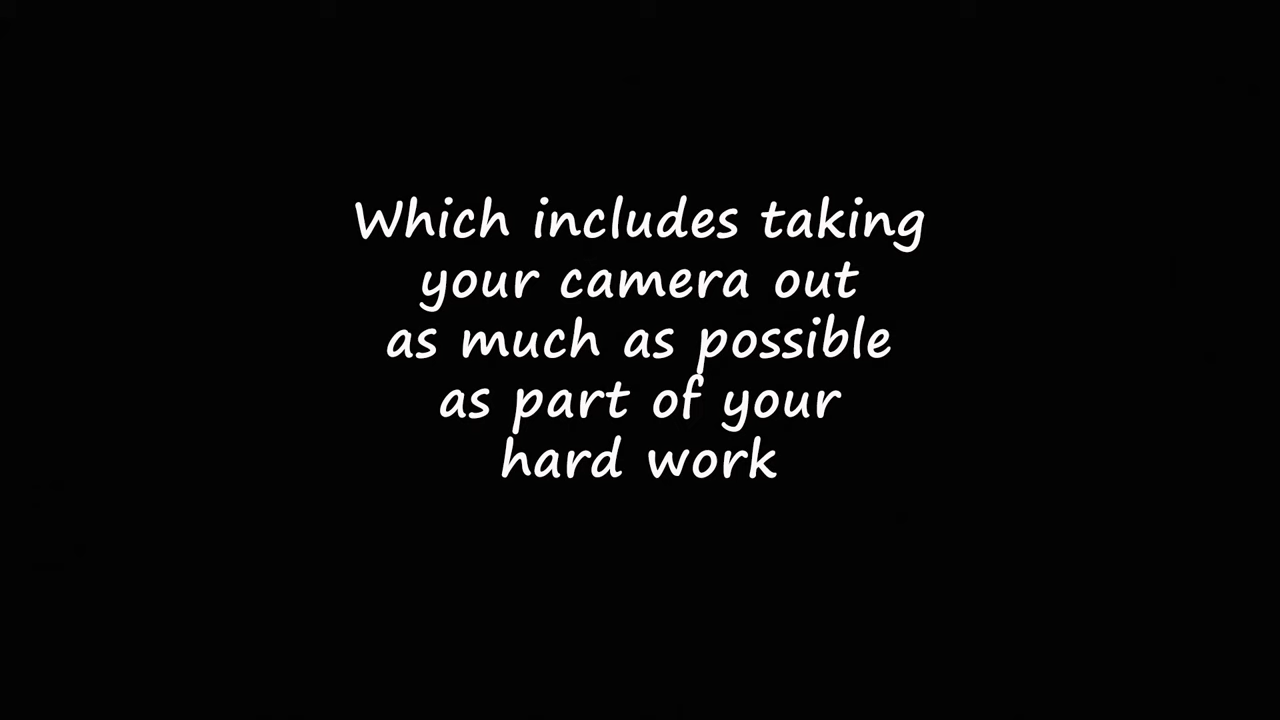 Which includes taking
your camera out
as much as possible
as part of your
hard work